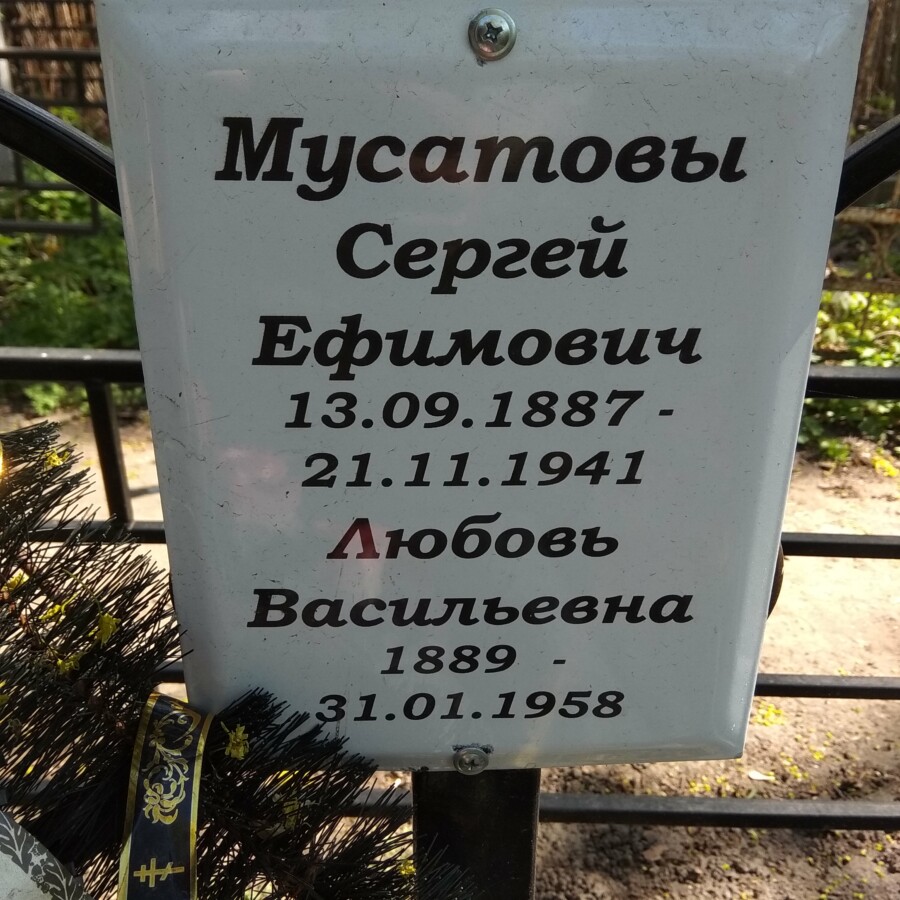 Мусатовы
Сергей
Ефимович
13.09.1887 -
21.11.1941
Любовь
Васильевна
1889 -
31.01.1958